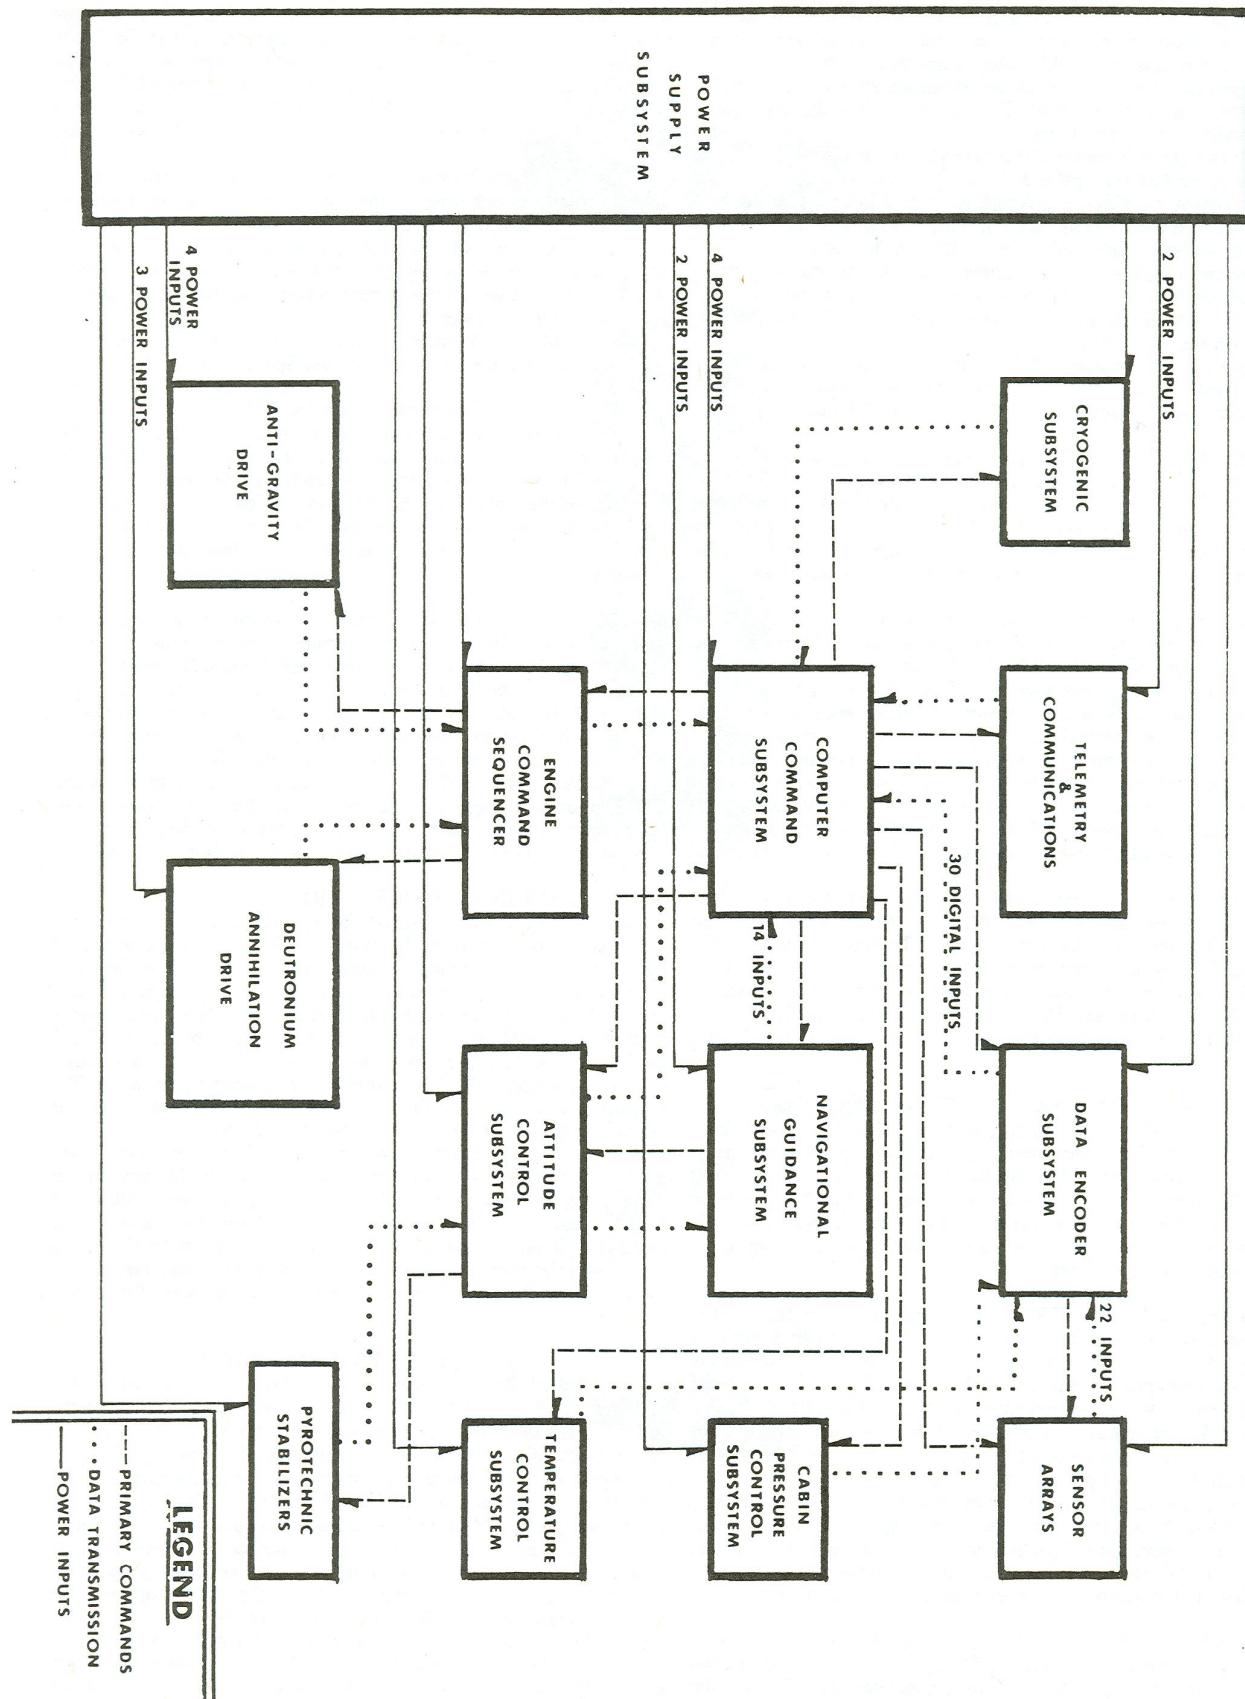 POWER
SUPPLY
SUBSYSTEM
2 POWER INPUTS
4 POWER INPUTS
2 POWER INPUTS
4 POWER
INPUTS
3 POWER INPUTS
CRYOGENIC
SUBSYSTEM
ANTI-GRAVITY
DRIVE
TELEMETRY
&
COMMUNICATIONS
COMPUTER
COMMAND
SUBSYSTEM
ENGINE
COMMAND
SEQUENCER
DEUTRONIUM
ANNIHILATION
DRIVE
30 DIGITAL INPUTS
14 INPUTS
DATA ENCODER
SUBSYSTEM
NAVIGATIONAL
GUIDANCE
SUBSYSTEM
ATTITUDE
CONTROL
SUBSYSTEM
22 INPUTS
SENSOR
ARRAYS
CABIN
PRESSURE
CONTROL
SUBSYSTEM
TEMPERATURE
CONTROL
SUBSYSTEM
PYROTECHNIC
STABILIZERS
LEGEND
PRIMARY COMMANDS
DATA TRANSMISSION
POWER INPUTS